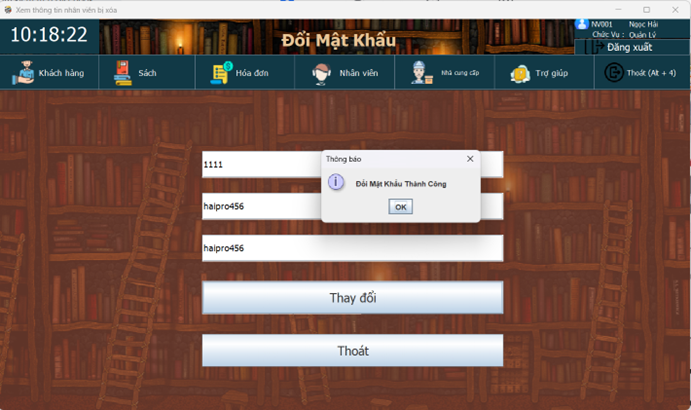 Xem thông tin nhân viên bị xóa
10:18:22
Đổi Mật Khẩu
NV001 Ngọc Hải
Chức Vụ : Quản Lý
Đăng xuất
Khách hàng
Sách
Hóa đơn
Nhân viên
Nhà cung cấp
Trợ giúp
Thoát (Alt + 4)
Thông báo
Đổi Mật Khẩu Thành Công
OK
1111
haipro456
haipro456
Thay đổi
Thoát